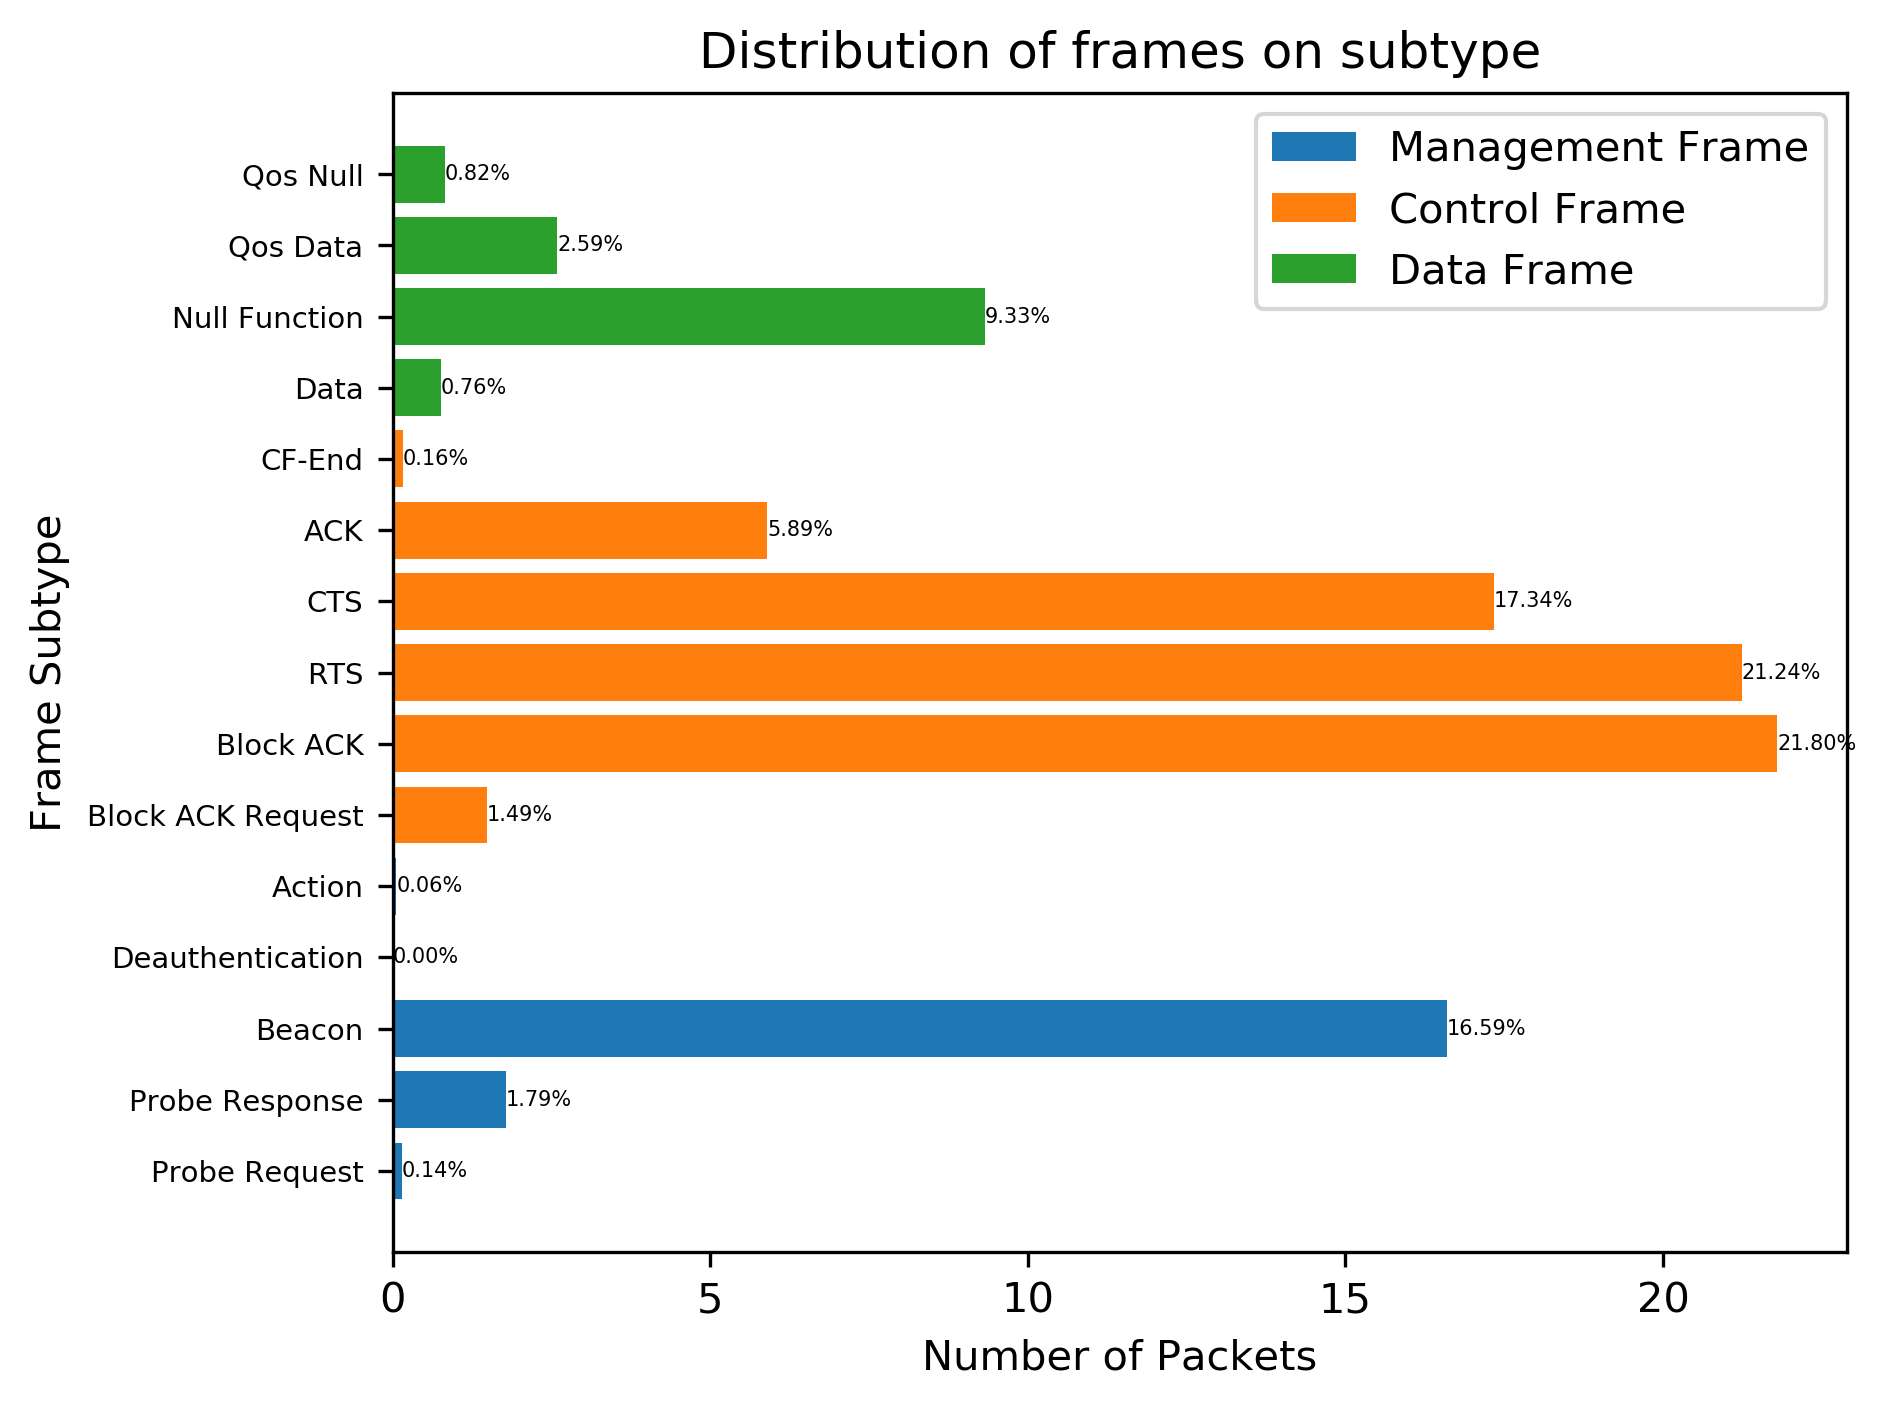 Distribution of frames on subtype
Management Frame
Control Frame
Data Frame
Qos Null 0.82%
Qos Data 2.59%
Null Function 9.33%
Data 0.76%
CF-End 0.16%
ACK 5.89%
CTS 17.34%
RTS 21.24%
Block ACK 21.80%
Block ACK Request 1.49%
Action 0.06%
Deauthentication 0.00%
Beacon 16.59%
Probe Response 1.79%
Probe Request 0.14%
Frame Subtype
0 5 10 15 20
Number of Packets